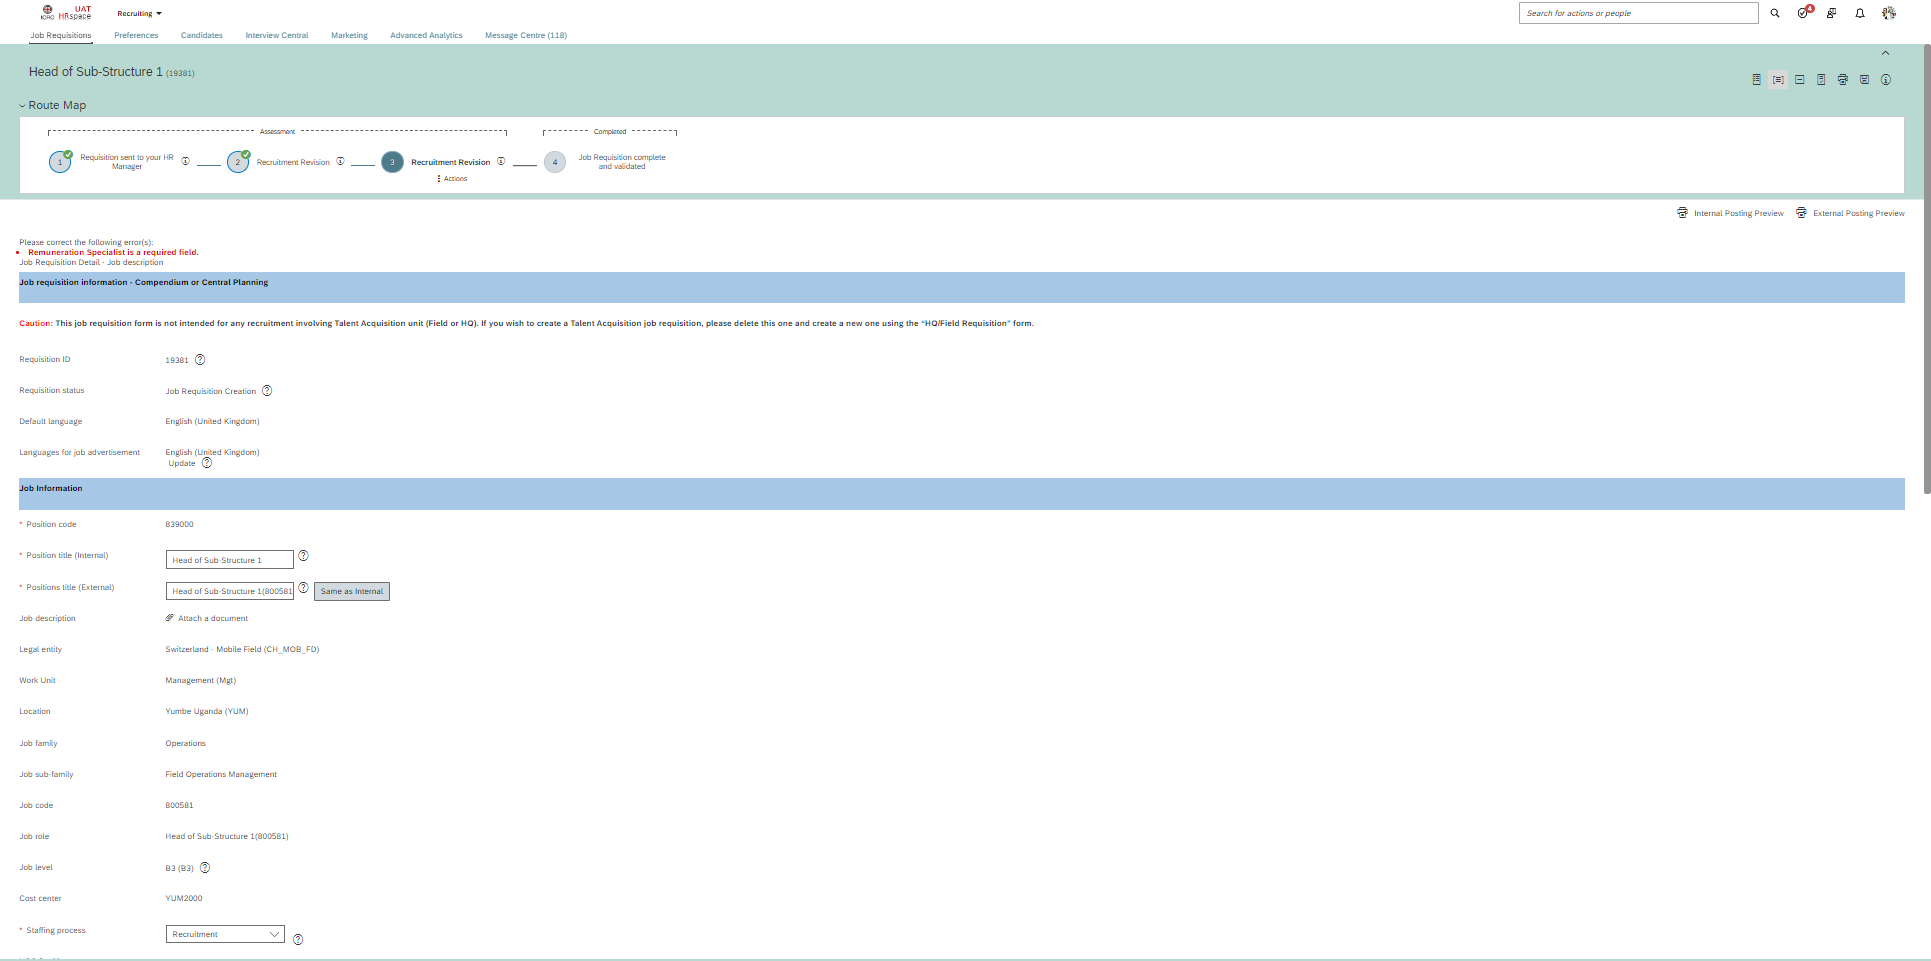 ICRC
UAT
HRspace
Recruiting
Search for actions or people
4
Job Requisitions
Preferences
Candidates
Interview Central
Marketing
Advanced Analytics
Message Centre (118)
Head of Sub-Structure 1 (19381)
Route Map
Assessment
Completed
1
Requisition sent to your HR
Manager
2
Recruitment Revision
3
Recruitment Revision
Actions
4
Job Requisition complete
and validated
Internal Posting Preview
External Posting Preview
Please correct the following error(s):
Remuneration Specialist is a required field.
Job Requisition Detail - Job description
Job requisition information - Compendium or Central Planning
Caution: This job requisition form is not intended for any recruitment involving Talent Acquisition unit (Field or HQ). If you wish to create a Talent Acquisition job requisition, please delete this one and create a new one using the "HQ/Field Requisition" form.
Requisition ID
19381
Requisition status
Job Requisition Creation
Default language
English (United Kingdom)
Languages for job advertisement
English (United Kingdom)
Update
Job Information
* Position code
839000
* Position title (Internal)
Head of Sub-Structure 1
* Positions title (External)
Head of Sub-Structure 1(800581
Same as Internal
Job description
Attach a document
Legal entity
Switzerland - Mobile Field (CH_MOB_FD)
Work Unit
Management (Mgt)
Location
Yumbe Uganda (YUM)
Job family
Operations
Job sub-family
Field Operations Management
Job code
800581
Job role
Head of Sub-Structure 1(800581)
Job level
B3 (B3)
Cost center
YUM2000
* Staffing process
Recruitment